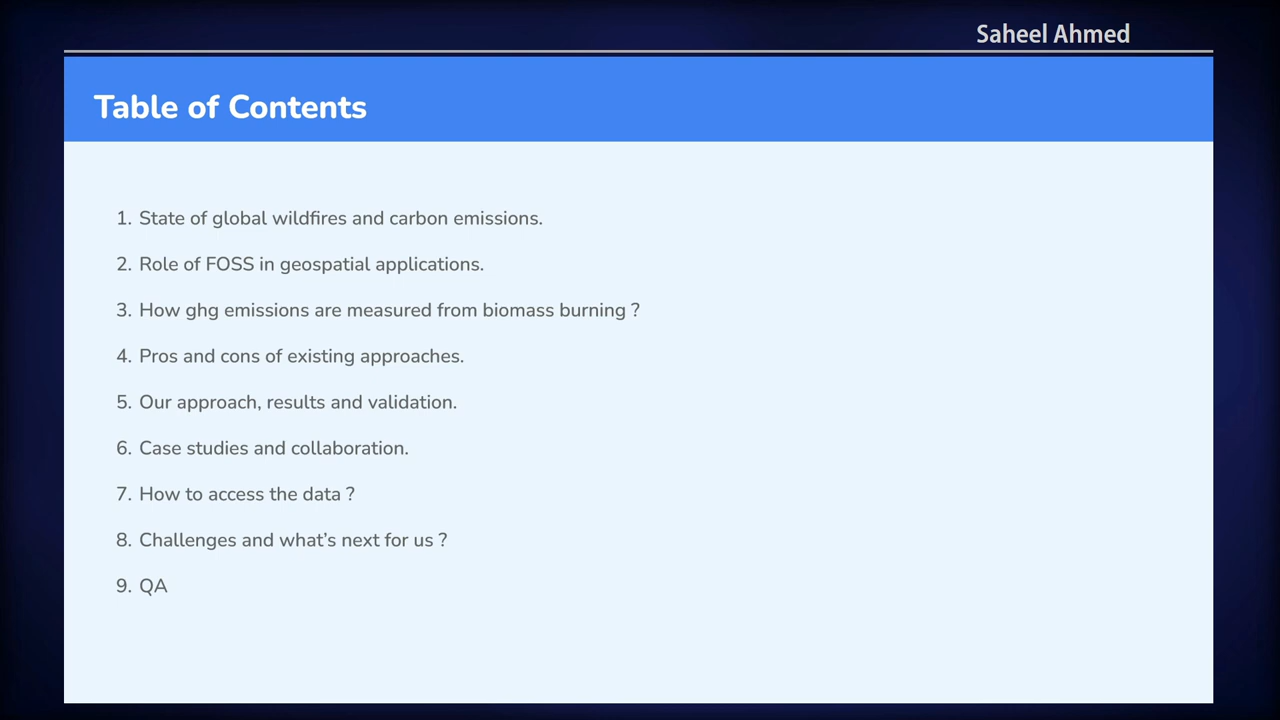 Saheel Ahmed
Table of Contents
1. State of global wildfires and carbon emissions.
2. Role of FOSS in geospatial applications.
3. How ghg emissions are measured from biomass burning ?
4. Pros and cons of existing approaches.
5. Our approach, results and validation.
6. Case studies and collaboration.
7. How to access the data ?
8. Challenges and what’s next for us ?
9. QA